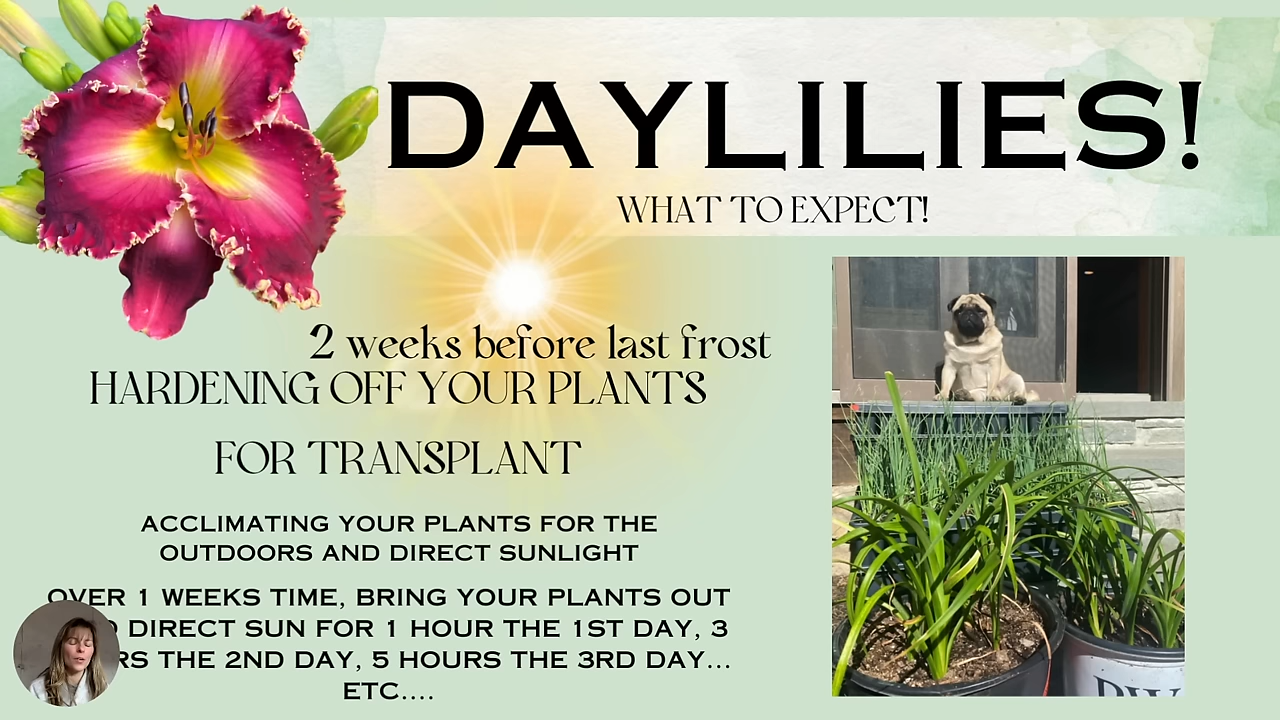 DAYLILIES!
WHAT TO EXPECT!
2 weeks before last frost
HARDENING OFF YOUR PLANTS
FOR TRANSPLANT
ACCLIMATING YOUR PLANTS FOR THE
OUTDOORS AND DIRECT SUNLIGHT
OVER 1 WEEKS TIME, BRING YOUR PLANTS OUT
DIRECT SUN FOR 1 HOUR THE 1ST DAY, 3
THE 2ND DAY, 5 HOURS THE 3RD DAY...
ETC....